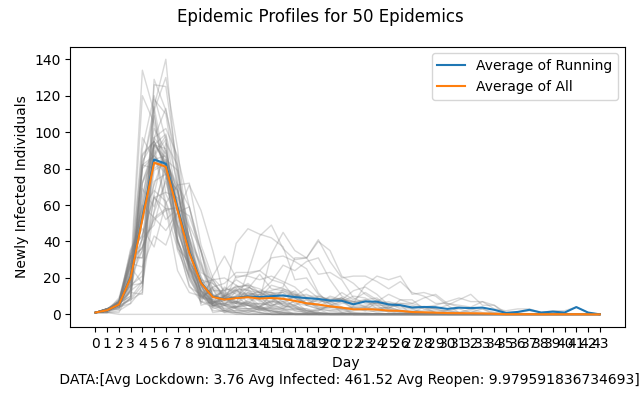 Epidemic Profiles for 50 Epidemics
Average of Running
Average of All
Newly Infected Individuals
140
120
100
80
60
40
20
0
0 1 2 3 4 5 6 7 8 9 10 11 12 13 14 15 16 17 18 19 20 21 22 23 24 25 26 27 28 29 30 31 32 33 34 35 36 37 38 39 40 41 42 43
Day
DATA:[Avg Lockdown: 3.76 Avg Infected: 461.52 Avg Reopen: 9.979591836734693]